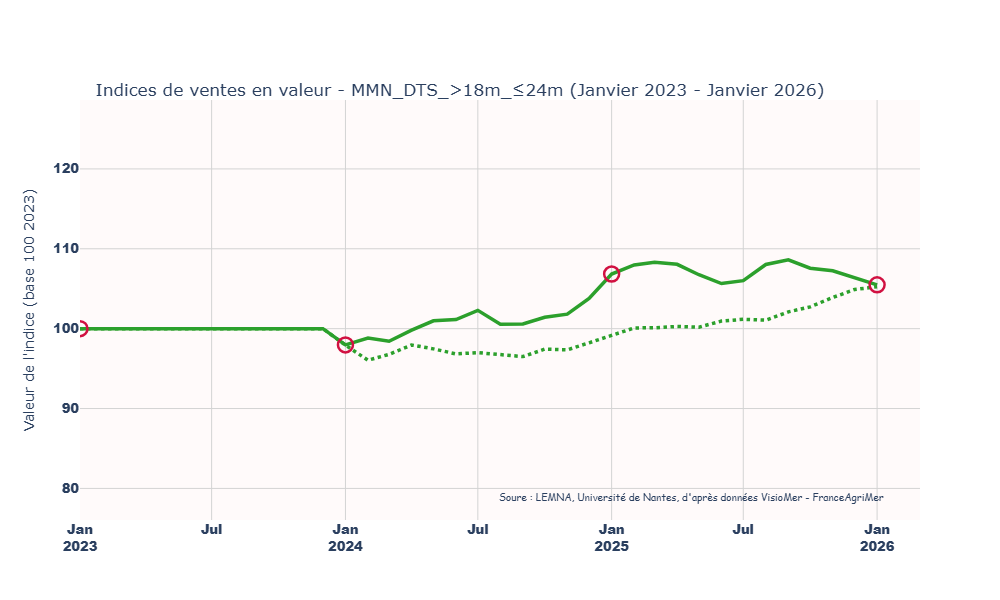 Indices de ventes en valeur - MMN_DTS_>18m_≤24m (Janvier 2023 - Janvier 2026)
Valeur de l'Indice (base 100 2023)
120
110
100
90
80
Soure : LEMNA, Université de Nantes, d'après données VisioMer - FranceAgriMer
Jan
2023
Jul
Jan
2024
Jul
Jan
2025
Jul
Jan
2026